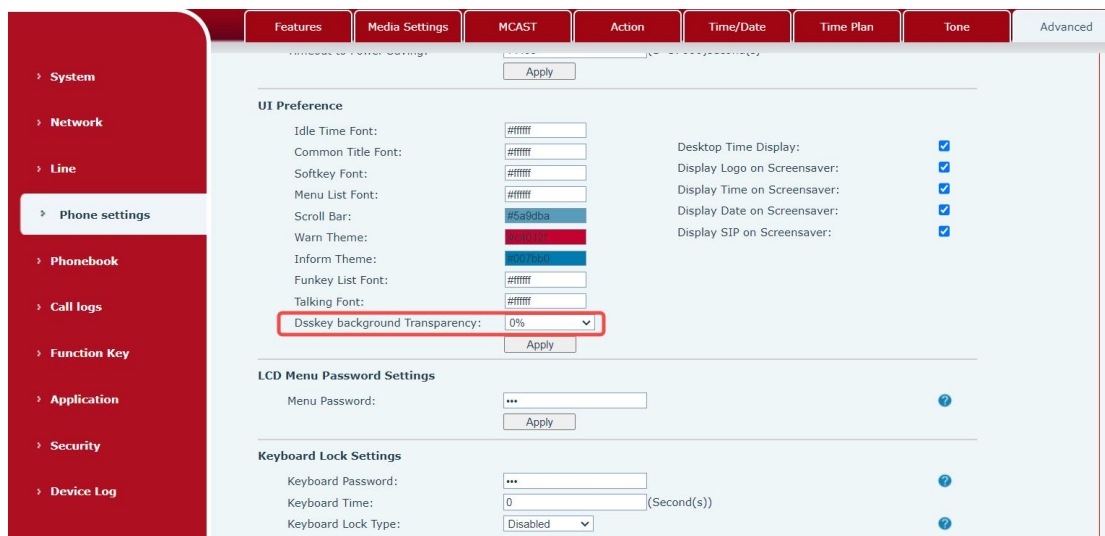 Features Media Settings MCAST Action Time/Date Time Plan Tone Advanced
System
Network
Line
Phone settings
Phonebook
Call logs
Function Key
Application
Security
Device Log
Apply
UI Preference
Idle Time Font: #ffffff
Common Title Font: #ffffff
Softkey Font: #ffffff
Menu List Font: #ffffff
Scroll Bar: #5a9dba
Warn Theme:
Inform Theme: #007bb0
Funkey List Font: #ffffff
Talking Font: #ffffff
Dsskey background Transparency: 0%
Apply
Desktop Time Display:
Display Logo on Screensaver:
Display Time on Screensaver:
Display Date on Screensaver:
Display SIP on Screensaver:
LCD Menu Password Settings
Menu Password: •••
Apply
Keyboard Lock Settings
Keyboard Password: •••
Keyboard Time: 0 (Second(s))
Keyboard Lock Type: Disabled